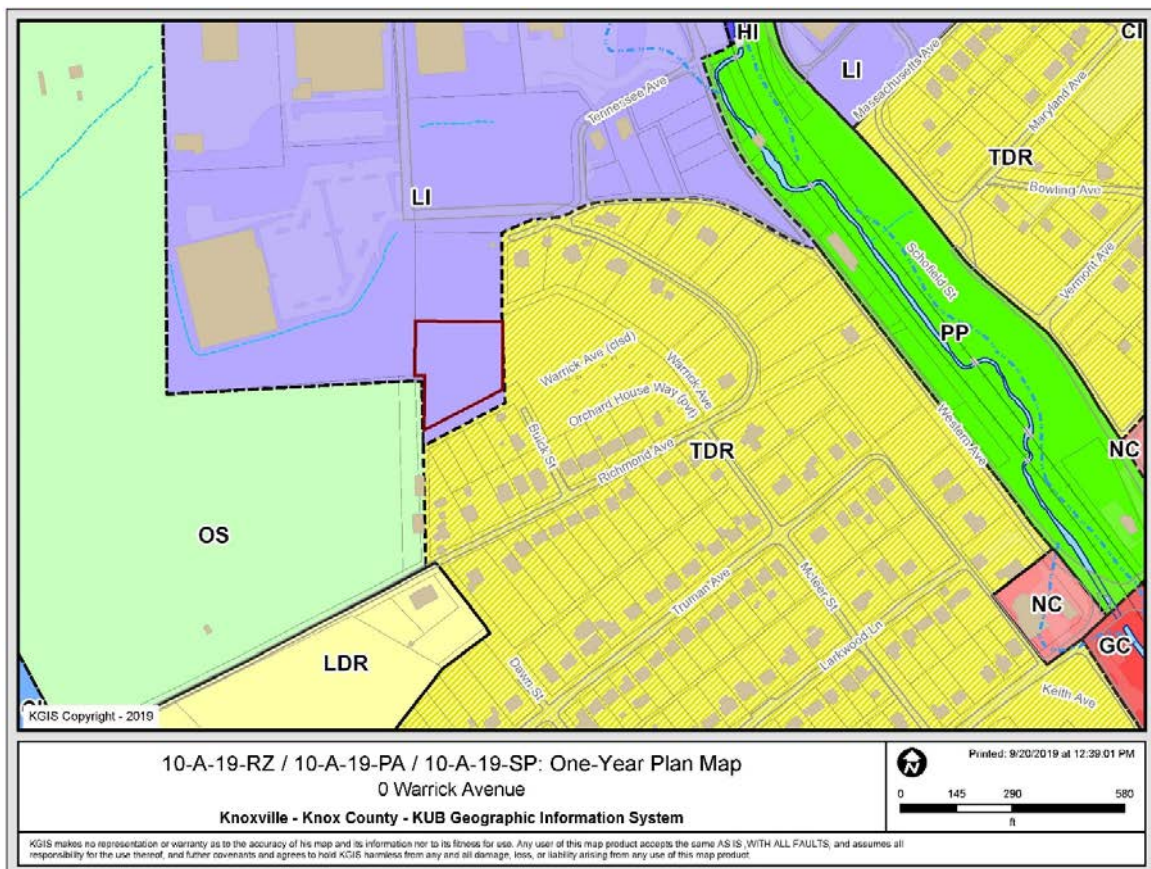 HI
CI
LI
Massachusetts Ave
Maryland Ave
Tennessee Ave
TDR
Bowling Ave
LI
Vermont Ave
Schofield St
PP
Warrick Ave (clsd)
Warrick Ave
Orchard House Way (pvt)
Western Ave
Buick St
Richmond Ave
TDR
NC
OS
Mcteer St
Truman Ave
NC
Larkwood Ln
GC
LDR
Dawn St
Keith Ave
KGIS Copyright - 2019
10-A-19-RZ / 10-A-19-PA / 10-A-19-SP: One-Year Plan Map
0 Warrick Avenue
Knoxville - Knox County - KUB Geographic Information System
N
Printed: 9/20/2019 at 12:39:01 PM
0 145 290 580
ft
KGIS makes no representation or warranty as to the accuracy of his map and its information nor to its fitness for use. Any user of this map product accepts the same AS IS ,WITH ALL FAULTS, and assumes all
responsibility for the use thereof, and futher covenants and agrees to hold KGIS harmless from any and all damage, loss, or liability arising from any use of this map product.